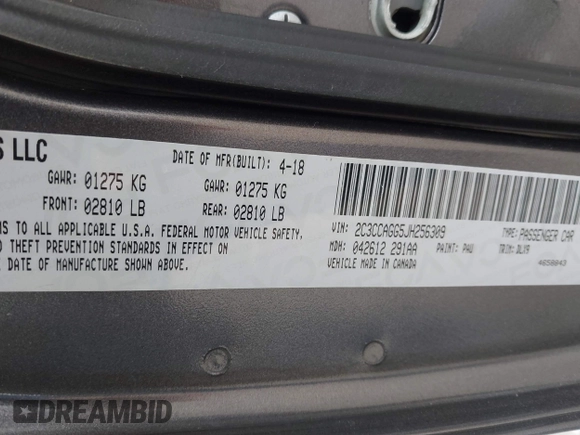 S LLC
DATE OF MFR(BUILT): 4-18
GAWR: 01275 KG GAWR: 01275 KG
FRONT: 02810 LB REAR: 02810 LB
MS TO ALL APPLICABLE U.S.A. FEDERAL MOTOR VEHICLE SAFETY,
D THEFT PREVENTION STANDARDS IN EFFECT ON
E DATE OF MANUFACTURE SHOWN ABOVE.
VIN: 2C3CCAGG5JH256309 TYPE: PASSENGER CAR
MDH: 042612 291AA PAINT: PAU TRIM: DLX9
VEHICLE MADE IN CANADA 4650043
DREAMBID